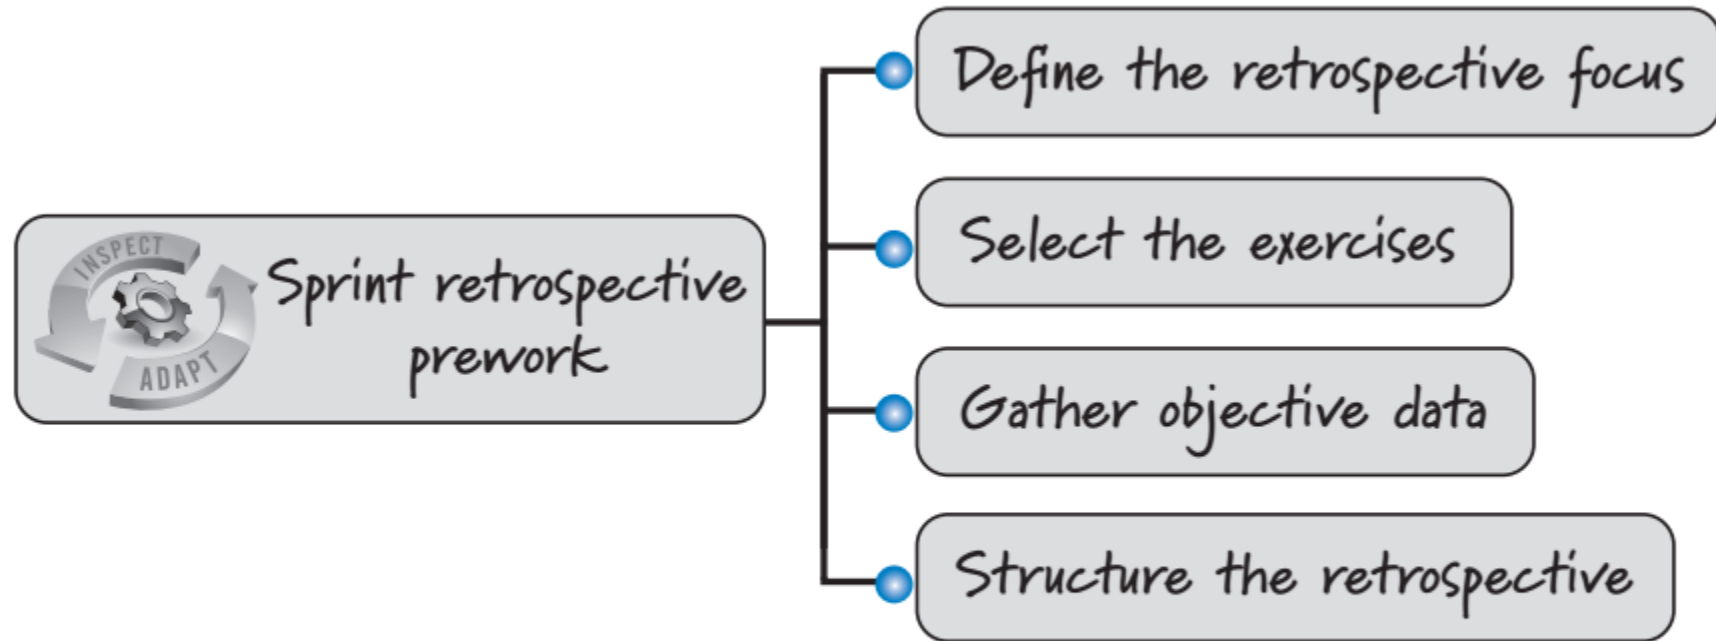 INSPECT
ADAPT
Sprint retrospective
prework
Define the retrospective focus
Select the exercises
Gather objective data
Structure the retrospective